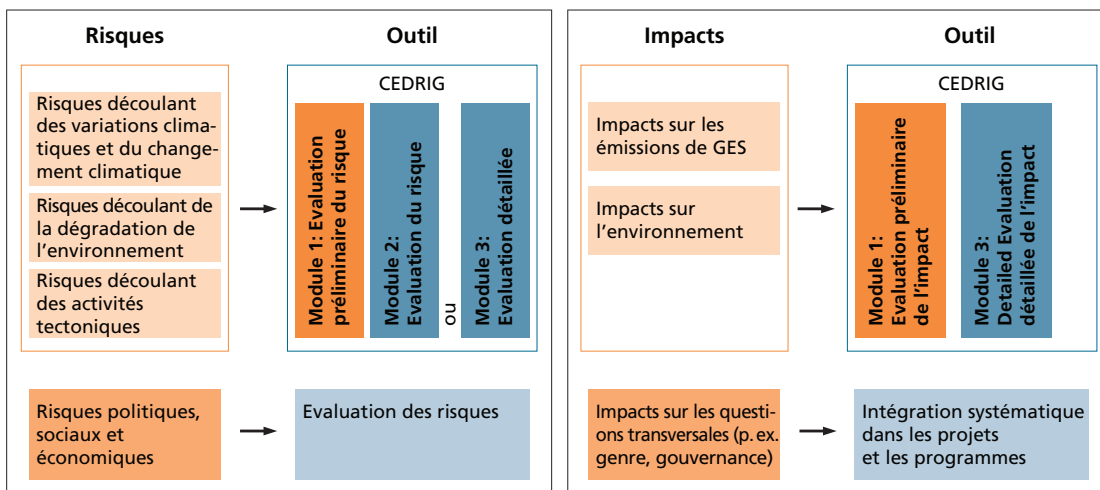 Risques
Outil
Risques découlant
des variations clima-
tiques et du change-
ment climatique
Risques découlant de
la dégradation de
l'environnement
Risques découlant
des activités
tectoniques
CEDRIG
Module 1: Evaluation
préliminaire du risque
Module 2:
Evaluation du risque
ou
Module 3:
Evaluation détaillée
Risques politiques,
sociaux et
économiques
Evaluation des risques
Impacts
Outil
Impacts sur les
émissions de GES
Impacts sur
l'environnement
CEDRIG
Module 1:
Evaluation préliminaire
de l'impact
Module 3:
Detailed Evaluation
détaillée de l'impact
Impacts sur les questi-
ons transversales (p. ex.
genre, gouvernance)
Intégration systématique
dans les projets
et les programmes